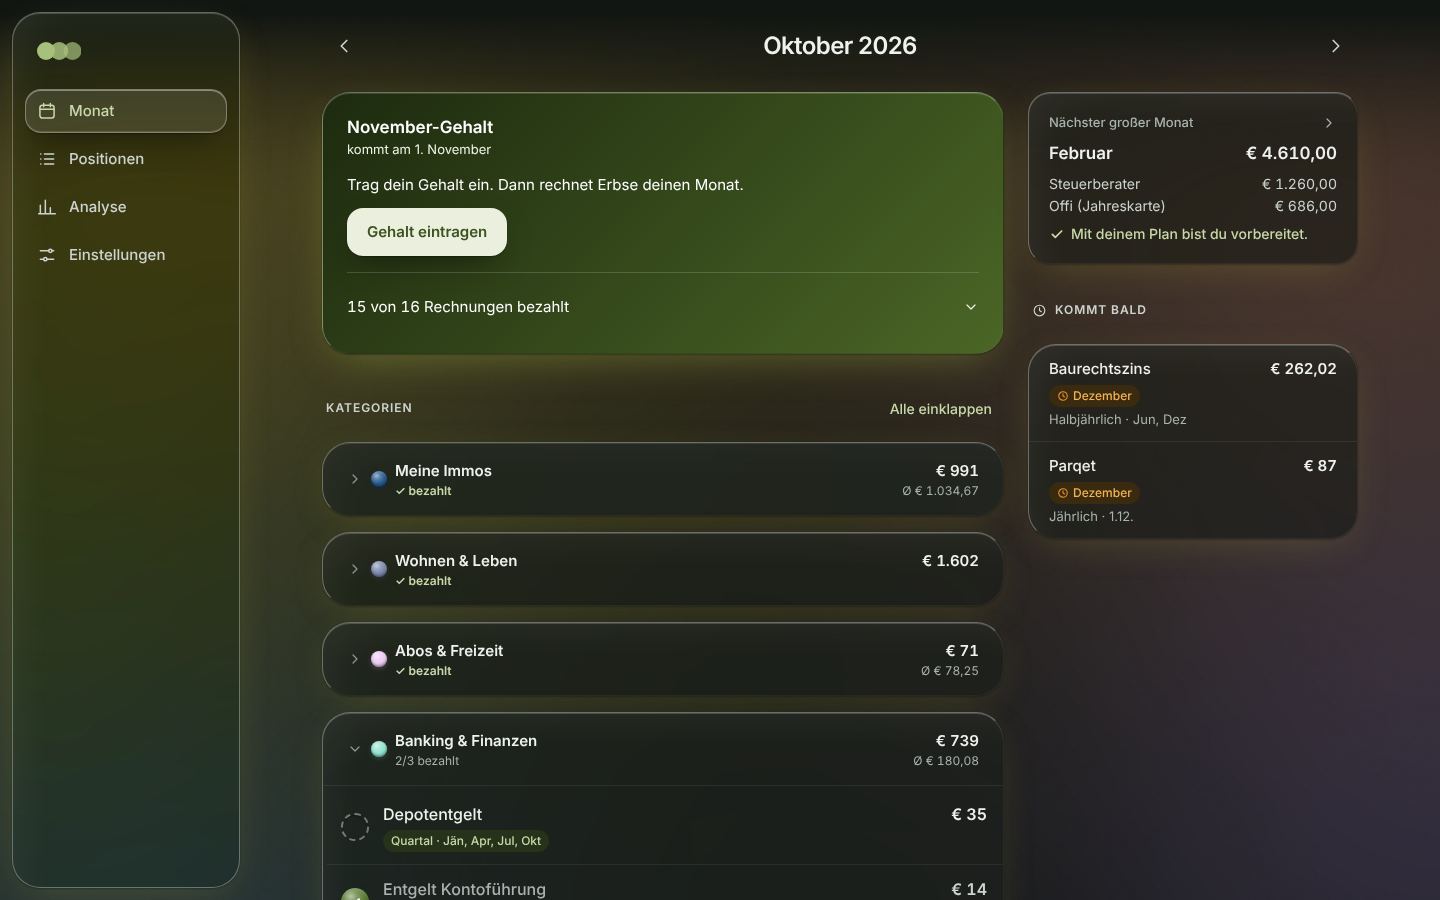 Oktober 2026
Monat
Positionen
Analyse
Einstellungen
November-Gehalt
kommt am 1. November
Trag dein Gehalt ein. Dann rechnet Erbse deinen Monat.
Gehalt eintragen
15 von 16 Rechnungen bezahlt
KATEGORIEN
Alle einklappen
Meine Immos
€ 991
✓ bezahlt
Ø € 1.034,67
Wohnen & Leben
€ 1.602
✓ bezahlt
Abos & Freizeit
€ 71
✓ bezahlt
Ø € 78,25
Banking & Finanzen
€ 739
2/3 bezahlt
Ø € 180,08
Depotentgelt
€ 35
Quartal · Jän, Apr, Jul, Okt
Entgelt Kontoführung
€ 14
Nächster großer Monat
Februar
€ 4.610,00
Steuerberater
€ 1.260,00
Offi (Jahreskarte)
€ 686,00
Mit deinem Plan bist du vorbereitet.
KOMMT BALD
Baurechtszins
€ 262,02
Dezember
Halbjährlich · Jun, Dez
Parqet
€ 87
Dezember
Jährlich · 1.12.